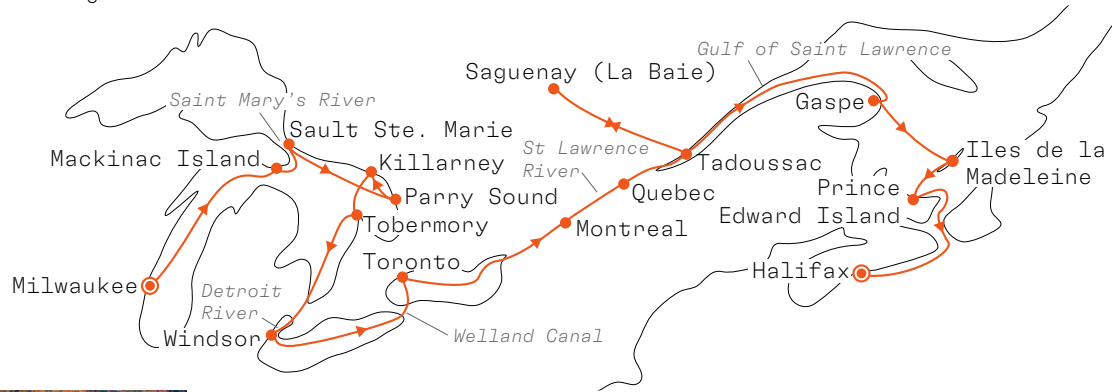 Gulf of Saint Lawrence
Saguenay (La Baie)
Saint Mary's River
Gaspe
Sault Ste. Marie
Mackinac Island
Killarney
St Lawrence
River
Tadoussac
Iles de la
Madeleine
Parry Sound
Quebec
Prince
Edward Island
Tobermory
Montreal
Toronto
Halifax
Milwaukee
Detroit
River
Windsor
Welland Canal